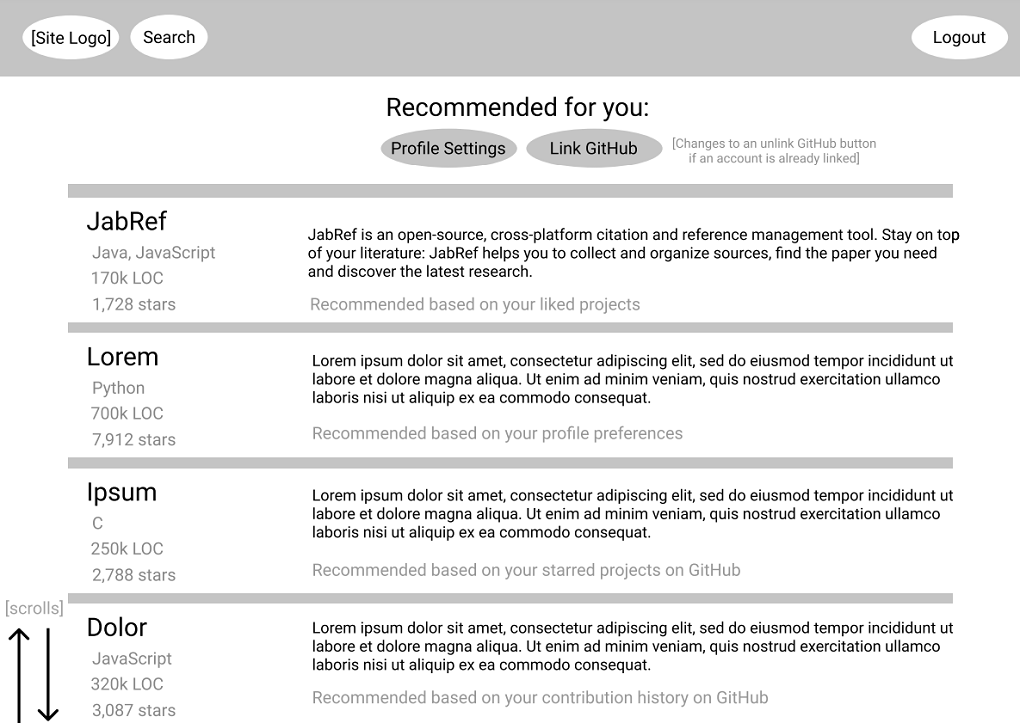 [Site Logo]
Search
Logout
Recommended for you:
Profile Settings
Link GitHub
[Changes to an unlink GitHub button
if an account is already linked]
JabRef
Java, JavaScript
170k LOC
1,728 stars
JabRef is an open-source, cross-platform citation and reference management tool. Stay on top
of your literature: JabRef helps you to collect and organize sources, find the paper you need
and discover the latest research.
Recommended based on your liked projects
Lorem
Python
700k LOC
7,912 stars
Lorem ipsum dolor sit amet, consectetur adipiscing elit, sed do eiusmod tempor incididunt ut
labore et dolore magna aliqua. Ut enim ad minim veniam, quis nostrud exercitation ullamco
laboris nisi ut aliquip ex ea commodo consequat.
Recommended based on your profile preferences
Ipsum
C
250k LOC
2,788 stars
Lorem ipsum dolor sit amet, consectetur adipiscing elit, sed do eiusmod tempor incididunt ut
labore et dolore magna aliqua. Ut enim ad minim veniam, quis nostrud exercitation ullamco
laboris nisi ut aliquip ex ea commodo consequat.
Recommended based on your starred projects on GitHub
[scrolls]
Dolor
JavaScript
320k LOC
3,087 stars
Lorem ipsum dolor sit amet, consectetur adipiscing elit, sed do eiusmod tempor incididunt ut
labore et dolore magna aliqua. Ut enim ad minim veniam, quis nostrud exercitation ullamco
laboris nisi ut aliquip ex ea commodo consequat.
Recommended based on your contribution history on GitHub